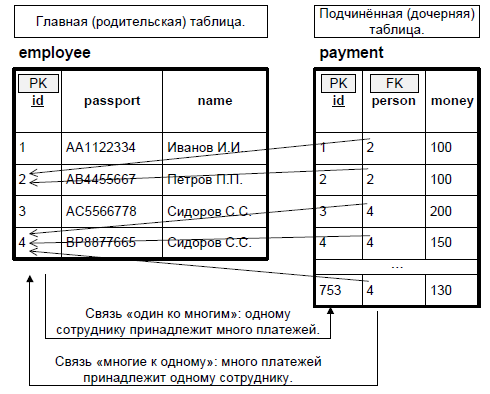 Главная (родительская) таблица.
Подчинённая (дочерняя)
таблица.
employee
PK
id passport name
1 AA1122334 Иванов И.И.
2 AB4455667 Петров П.П.
3 AC5566778 Сидоров С.С.
4 BP8877665 Сидоров С.С.
payment
PK FK
id person money
1 2 100
2 2 100
3 4 200
4 4 150
...
753 4 130
Связь «один ко многим»: одному
сотруднику принадлежит много платежей.
Связь «многие к одному»: много платежей
принадлежит одному сотруднику.